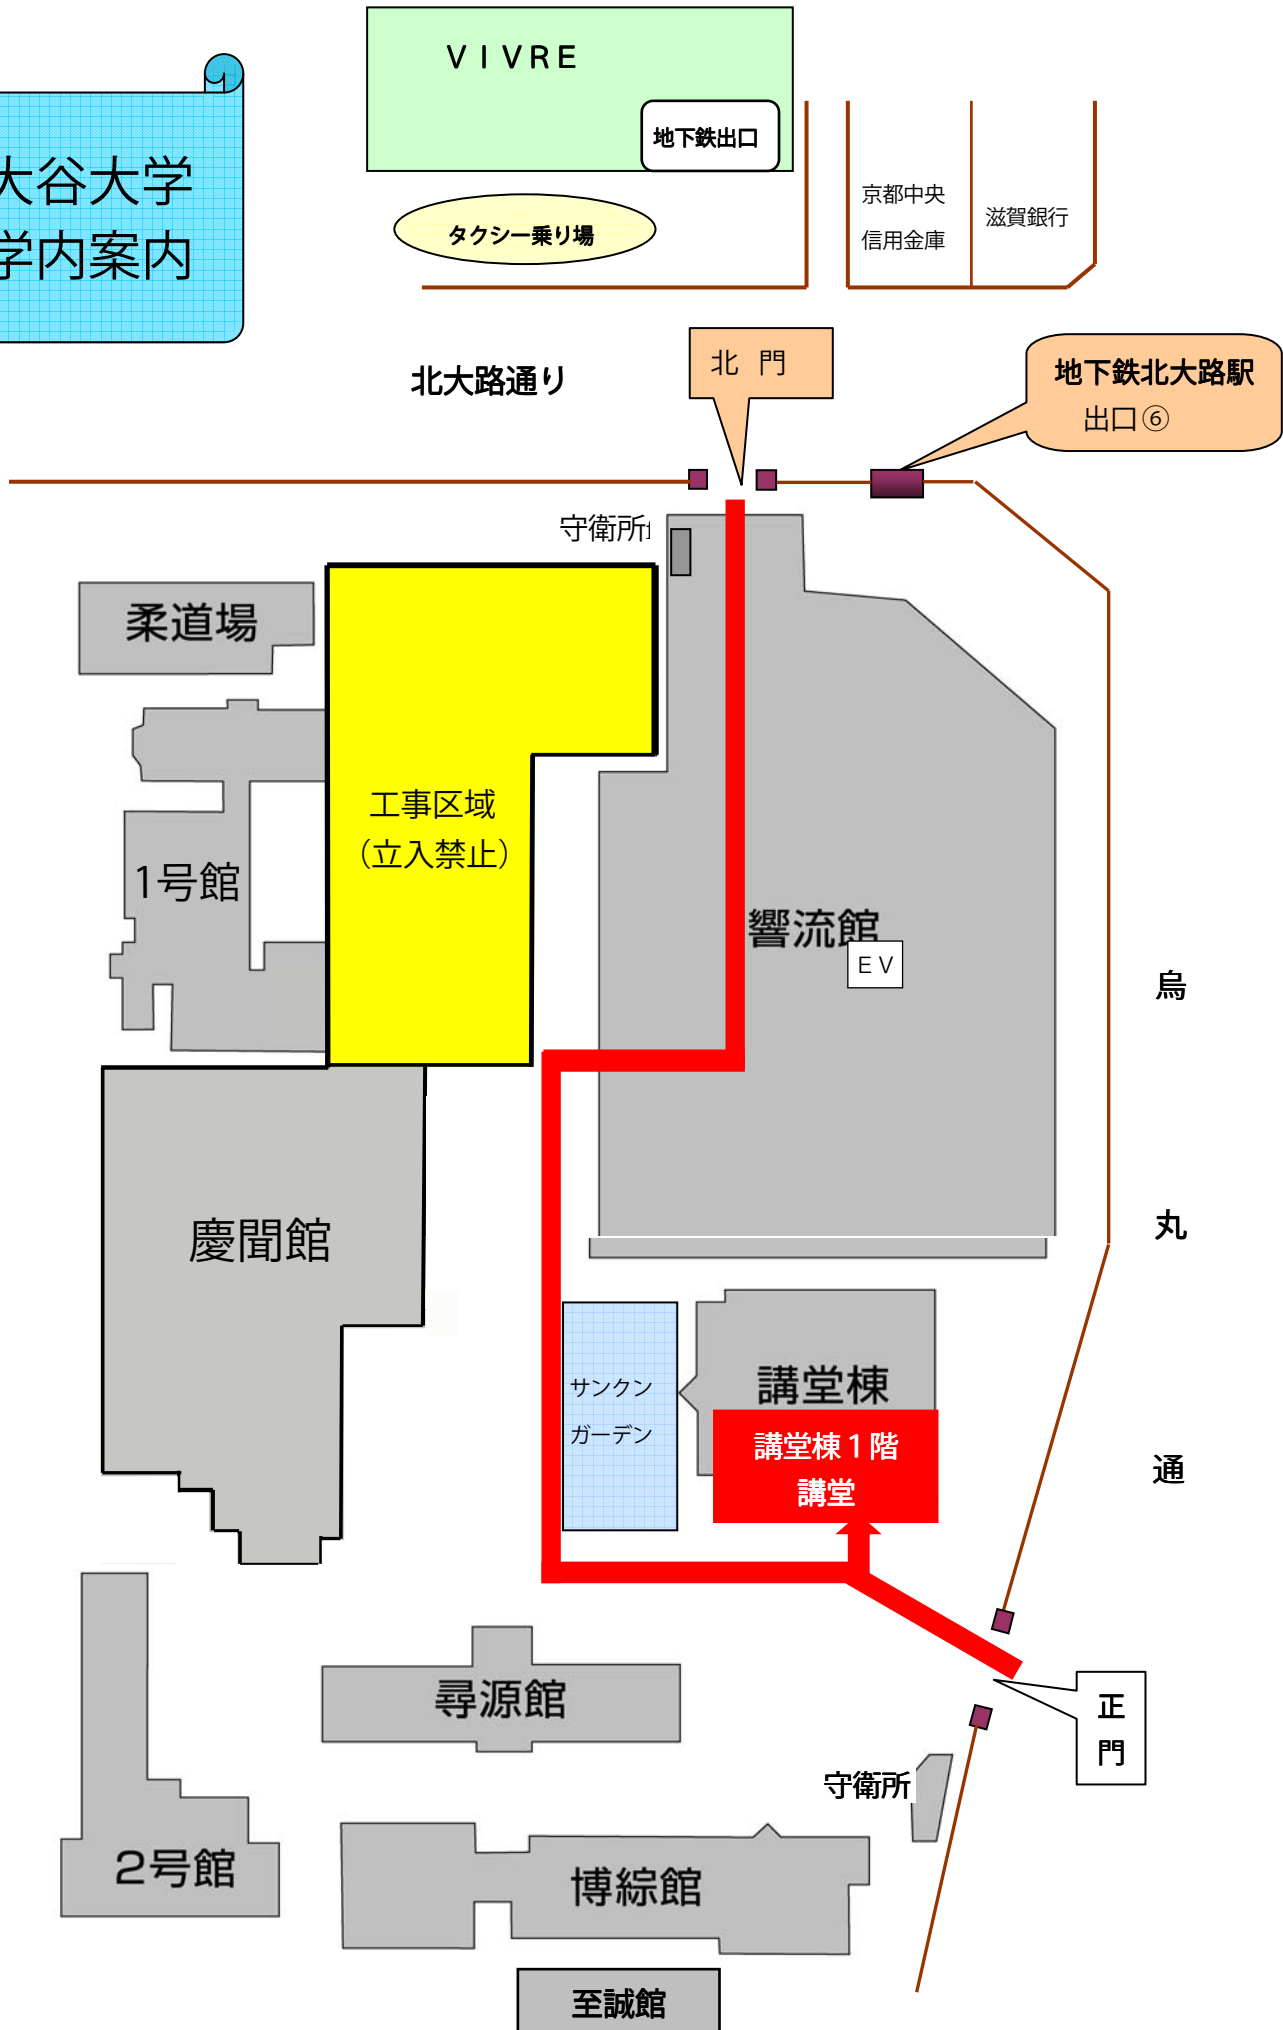 ＶＩＶＲＥ
地下鉄出口
大谷大学
学内案内
タクシー乗り場
京都中央
信用金庫
滋賀銀行
北大路通り
北 門
地下鉄北大路駅
出口⑥
守衛所
柔道場
工事区域
（立入禁止）
1号館
響流館
ＥＶ
烏
丸
通
慶聞館
サンクン
ガーデン
講堂棟
講堂棟１階
講堂
尋源館
正
門
守衛所
2号館
博綜館
至誠館